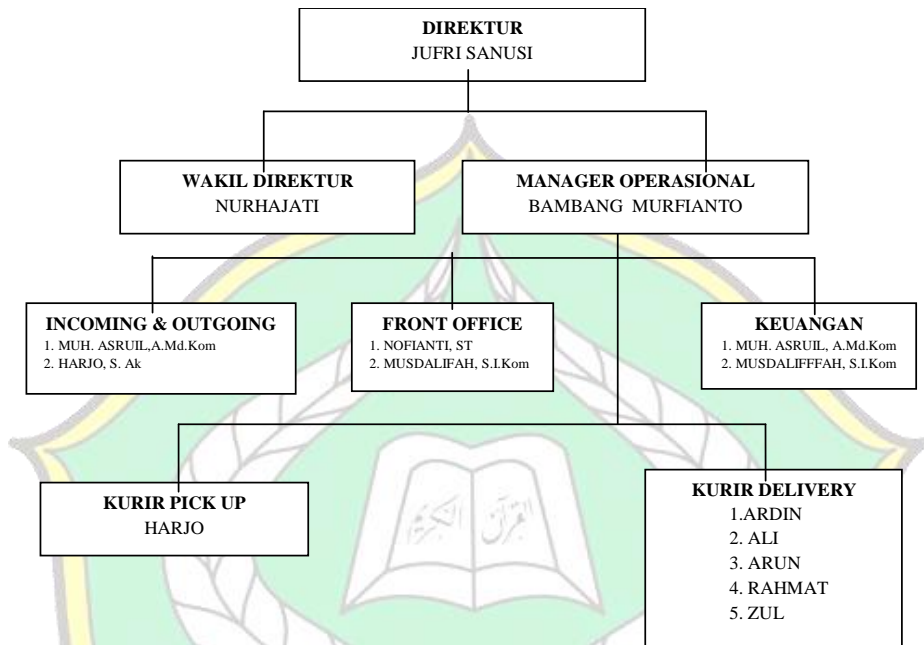 DIREKTUR
JUFRI SANUSI
WAKIL DIREKTUR
NURHAJATI
MANAGER OPERASIONAL
BAMBANG MURFIANTO
INCOMING & OUTGOING
1. MUH. ASRUIL,A.Md.Kom
2. HARJO, S. Ak
FRONT OFFICE
1. NOFIANTI, ST
2. MUSDALIFAH, S.I.Kom
KEUANGAN
1. MUH. ASRUIL, A.Md.Kom
2. MUSDALIFFFAH, S.I.Kom
KURIR PICK UP
HARJO
KURIR DELIVERY
1.ARDIN
2. ALI
3. ARUN
4. RAHMAT
5. ZUL
القرآن الكريم